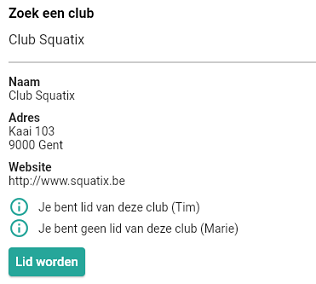 Zoek een club
Club Squatix
Naam
Club Squatix
Adres
Kaai 103
9000 Gent
Website
http://www.squatix.be
Je bent lid van deze club (Tim)
Je bent geen lid van deze club (Marie)
Lid worden